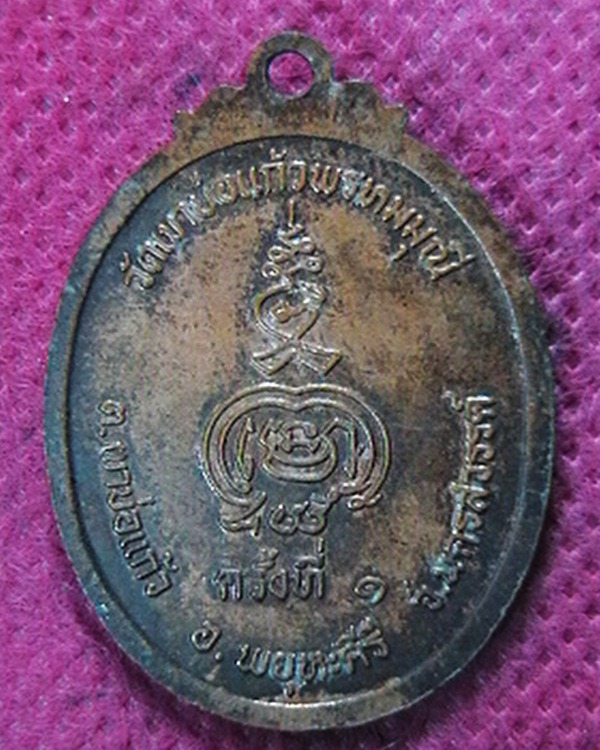 วัดเขาบ่อแก้วพรหมมุนี
ครั้งที่ ๑
ต.เขาบ่อแก้ว
อ. พยุหะคีรี
จ.นครสวรรค์